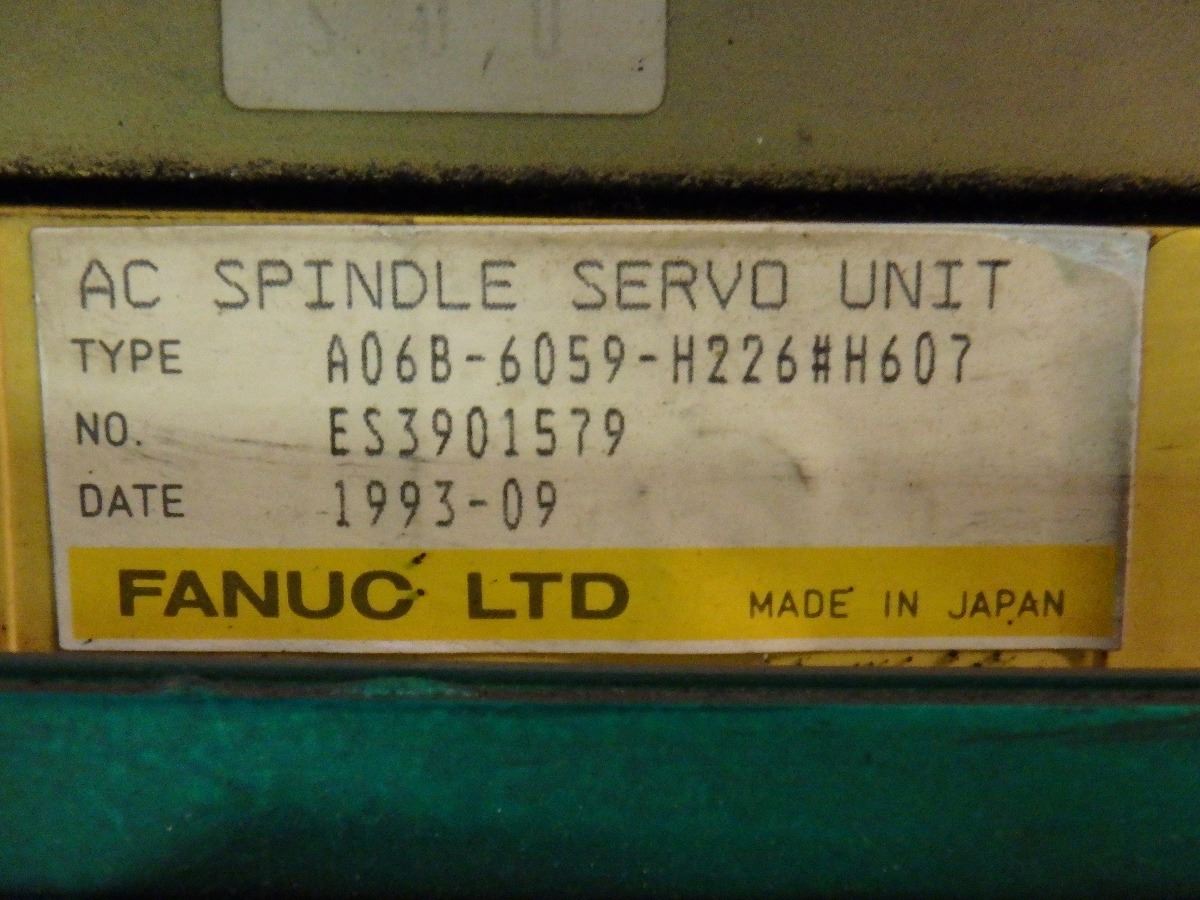 AC SPINDLE SERVO UNIT
TYPE A06B-6059-H226#H607
NO. ES3901579
DATE 1993-09
FANUC LTD MADE IN JAPAN